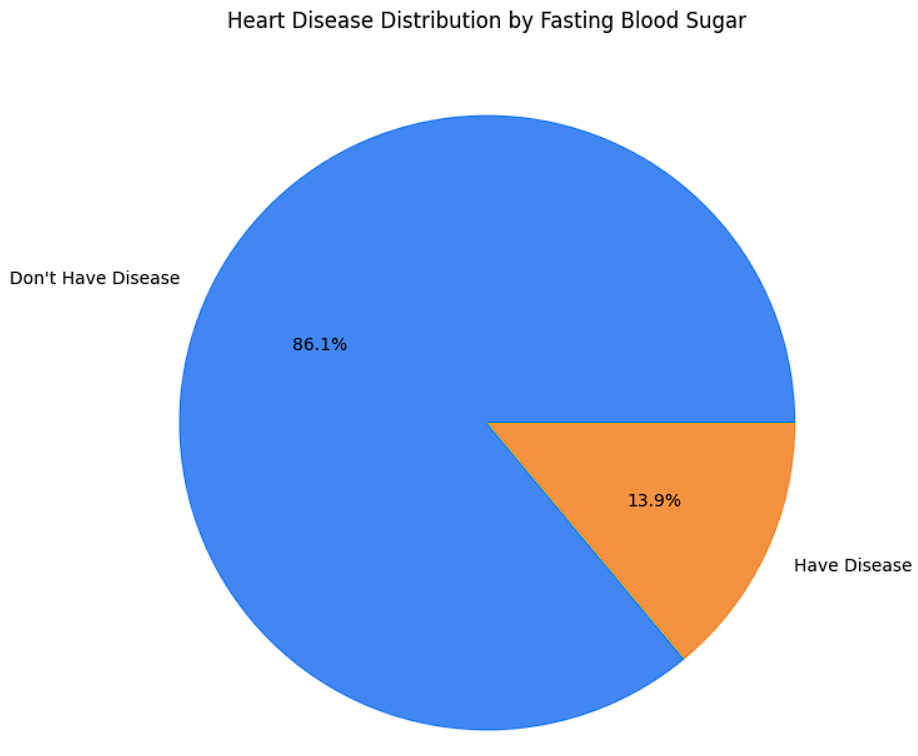 Heart Disease Distribution by Fasting Blood Sugar
Don't Have Disease
86.1%
13.9%
Have Disease